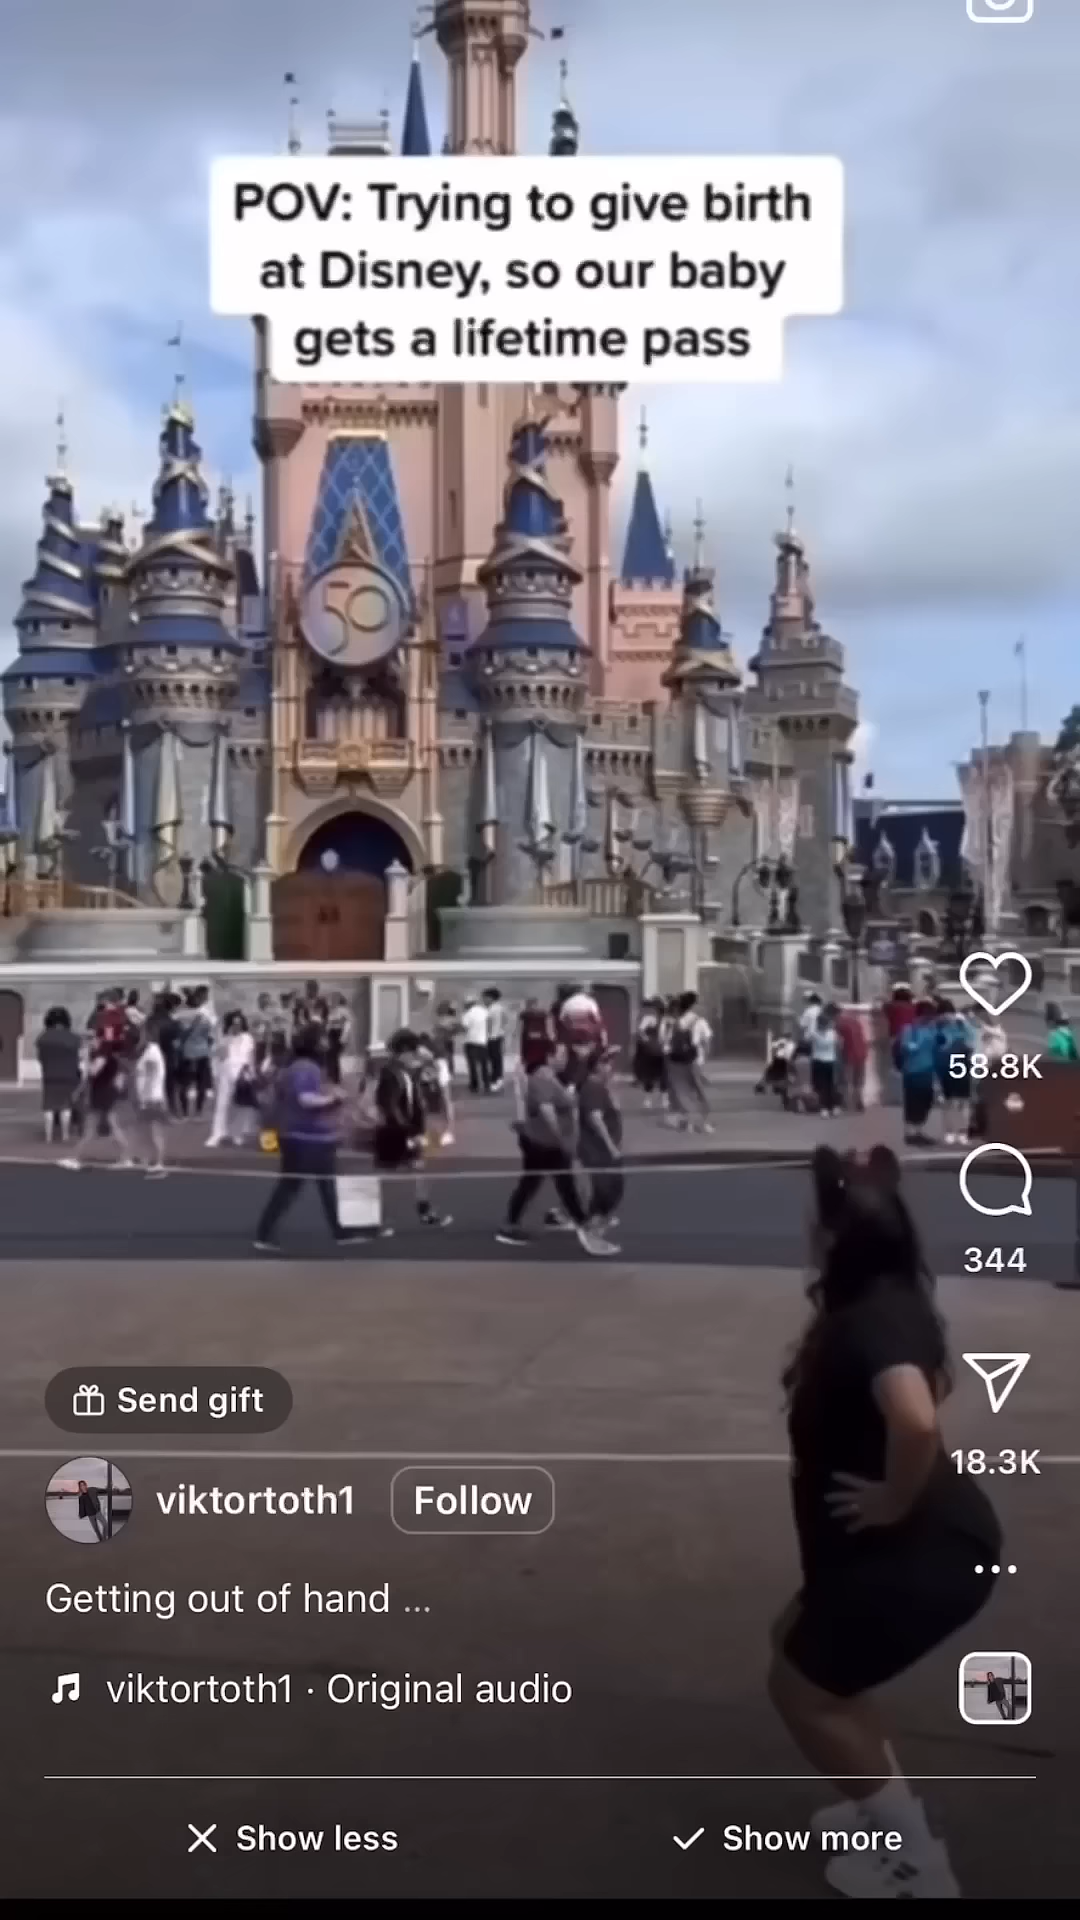 POV: Trying to give birth
at Disney, so our baby
gets a lifetime pass
50
58.8K
344
Send gift
18.3K
viktortoth1 Follow
Getting out of hand ...
viktortoth1 · Original audio
Show less Show more